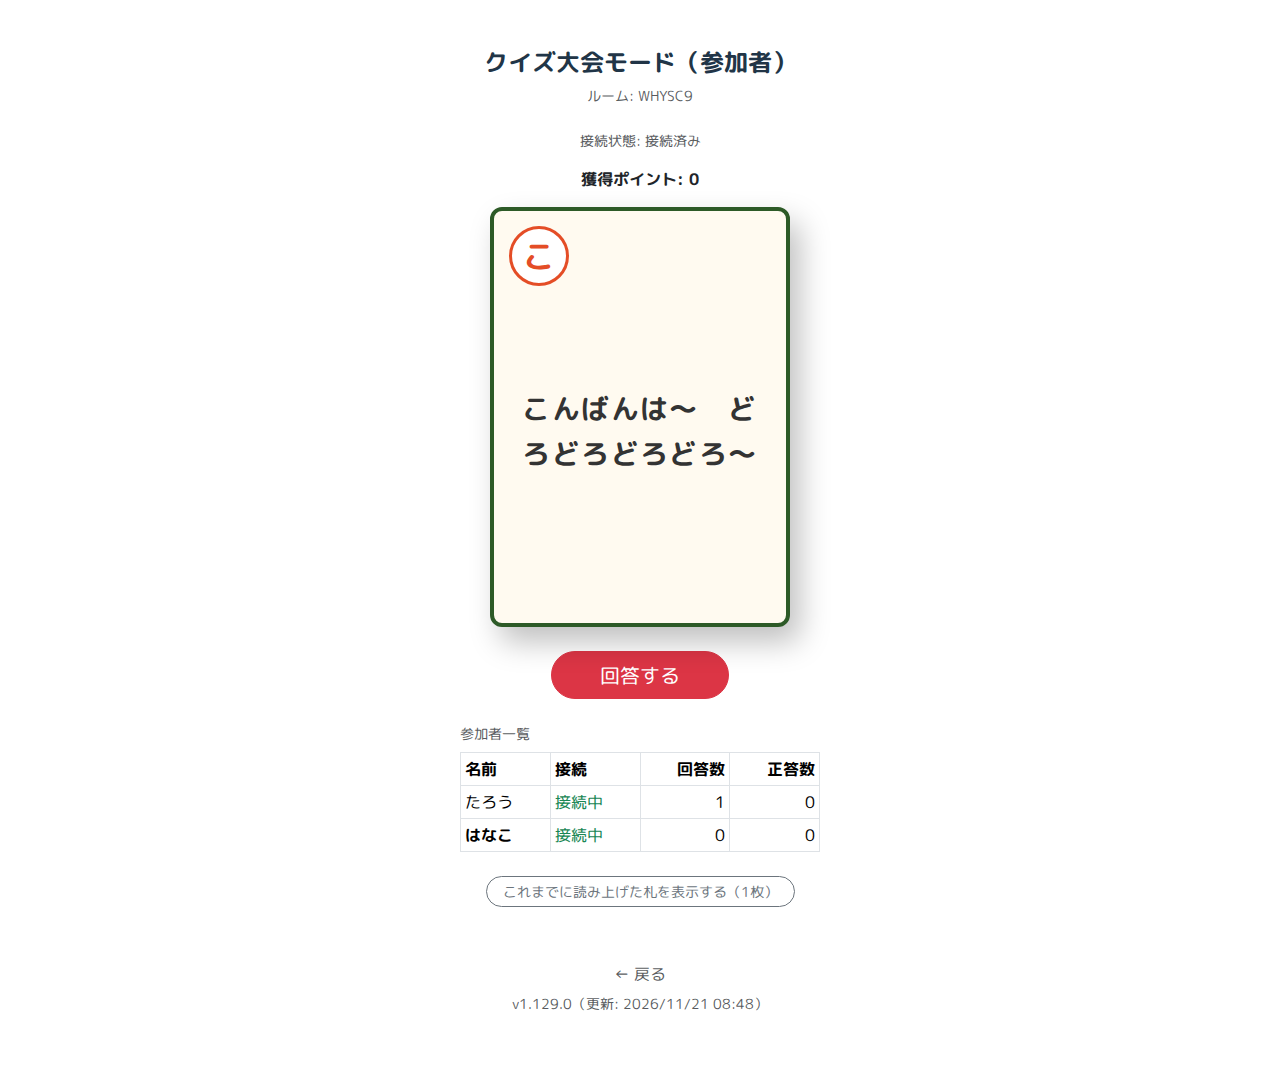 クイズ大会モード（参加者）
ルーム: WHYSC9
接続状態: 接続済み
獲得ポイント: 0
こ
こんばんは〜　ど
ろどろどろどろ〜
回答する
参加者一覧
名前 接続 回答数 正答数
たろう 接続中 1 0
はなこ 接続中 0 0
これまでに読み上げた札を表示する（1枚）
← 戻る
v1.129.0（更新: 2026/11/21 08:48）